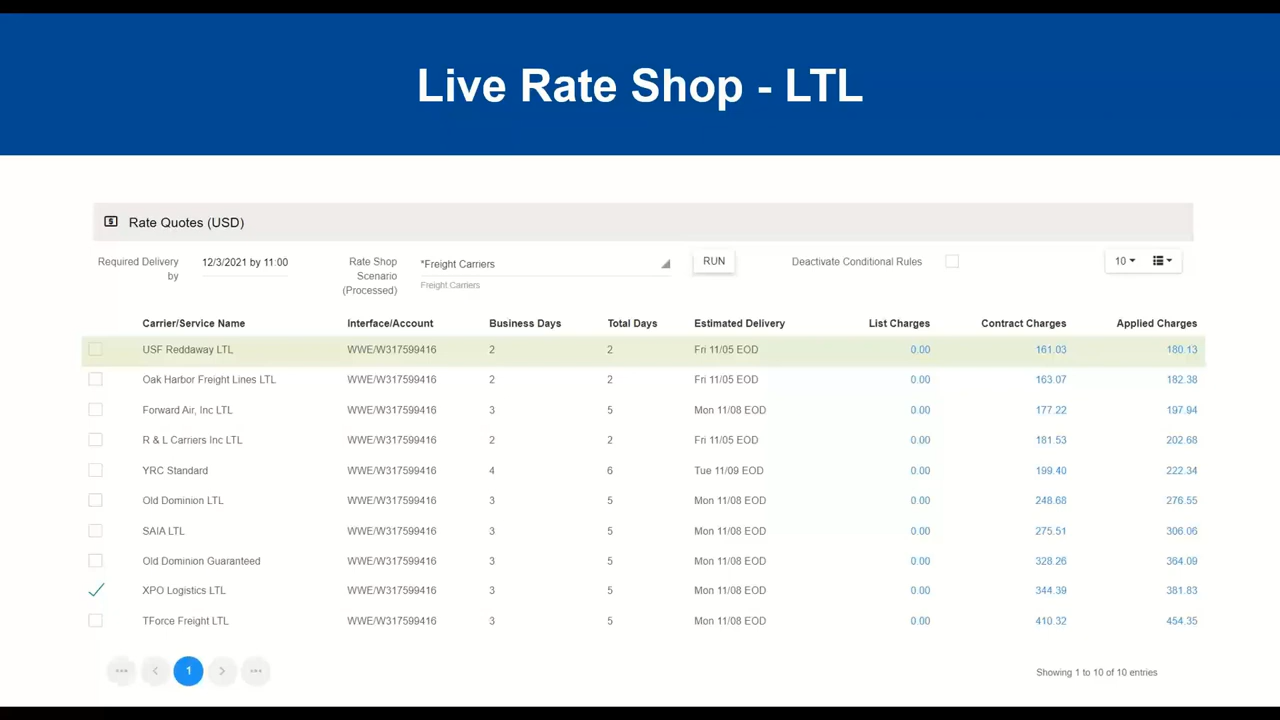 Live Rate Shop - LTL
Rate Quotes (USD)
Required Delivery by
12/3/2021 by 11:00
Rate Shop Scenario (Processed)
*Freight Carriers
Freight Carriers
RUN
Deactivate Conditional Rules
10
Carrier/Service Name Interface/Account Business Days Total Days Estimated Delivery List Charges Contract Charges Applied Charges
USF Reddaway LTL WWE/W317599416 2 2 Fri 11/05 EOD 0.00 161.03 180.13
Oak Harbor Freight Lines LTL WWE/W317599416 2 2 Fri 11/05 EOD 0.00 163.07 182.38
Forward Air, Inc LTL WWE/W317599416 3 5 Mon 11/08 EOD 0.00 177.22 197.94
R & L Carriers Inc LTL WWE/W317599416 2 2 Fri 11/05 EOD 0.00 181.53 202.68
YRC Standard WWE/W317599416 4 6 Tue 11/09 EOD 0.00 199.40 222.34
Old Dominion LTL WWE/W317599416 3 5 Mon 11/08 EOD 0.00 248.68 276.55
SAIA LTL WWE/W317599416 3 5 Mon 11/08 EOD 0.00 275.51 306.06
Old Dominion Guaranteed WWE/W317599416 3 5 Mon 11/08 EOD 0.00 328.26 364.09
XPO Logistics LTL WWE/W317599416 3 5 Mon 11/08 EOD 0.00 344.39 381.83
TForce Freight LTL WWE/W317599416 3 5 Mon 11/08 EOD 0.00 410.32 454.35
1
Showing 1 to 10 of 10 entries